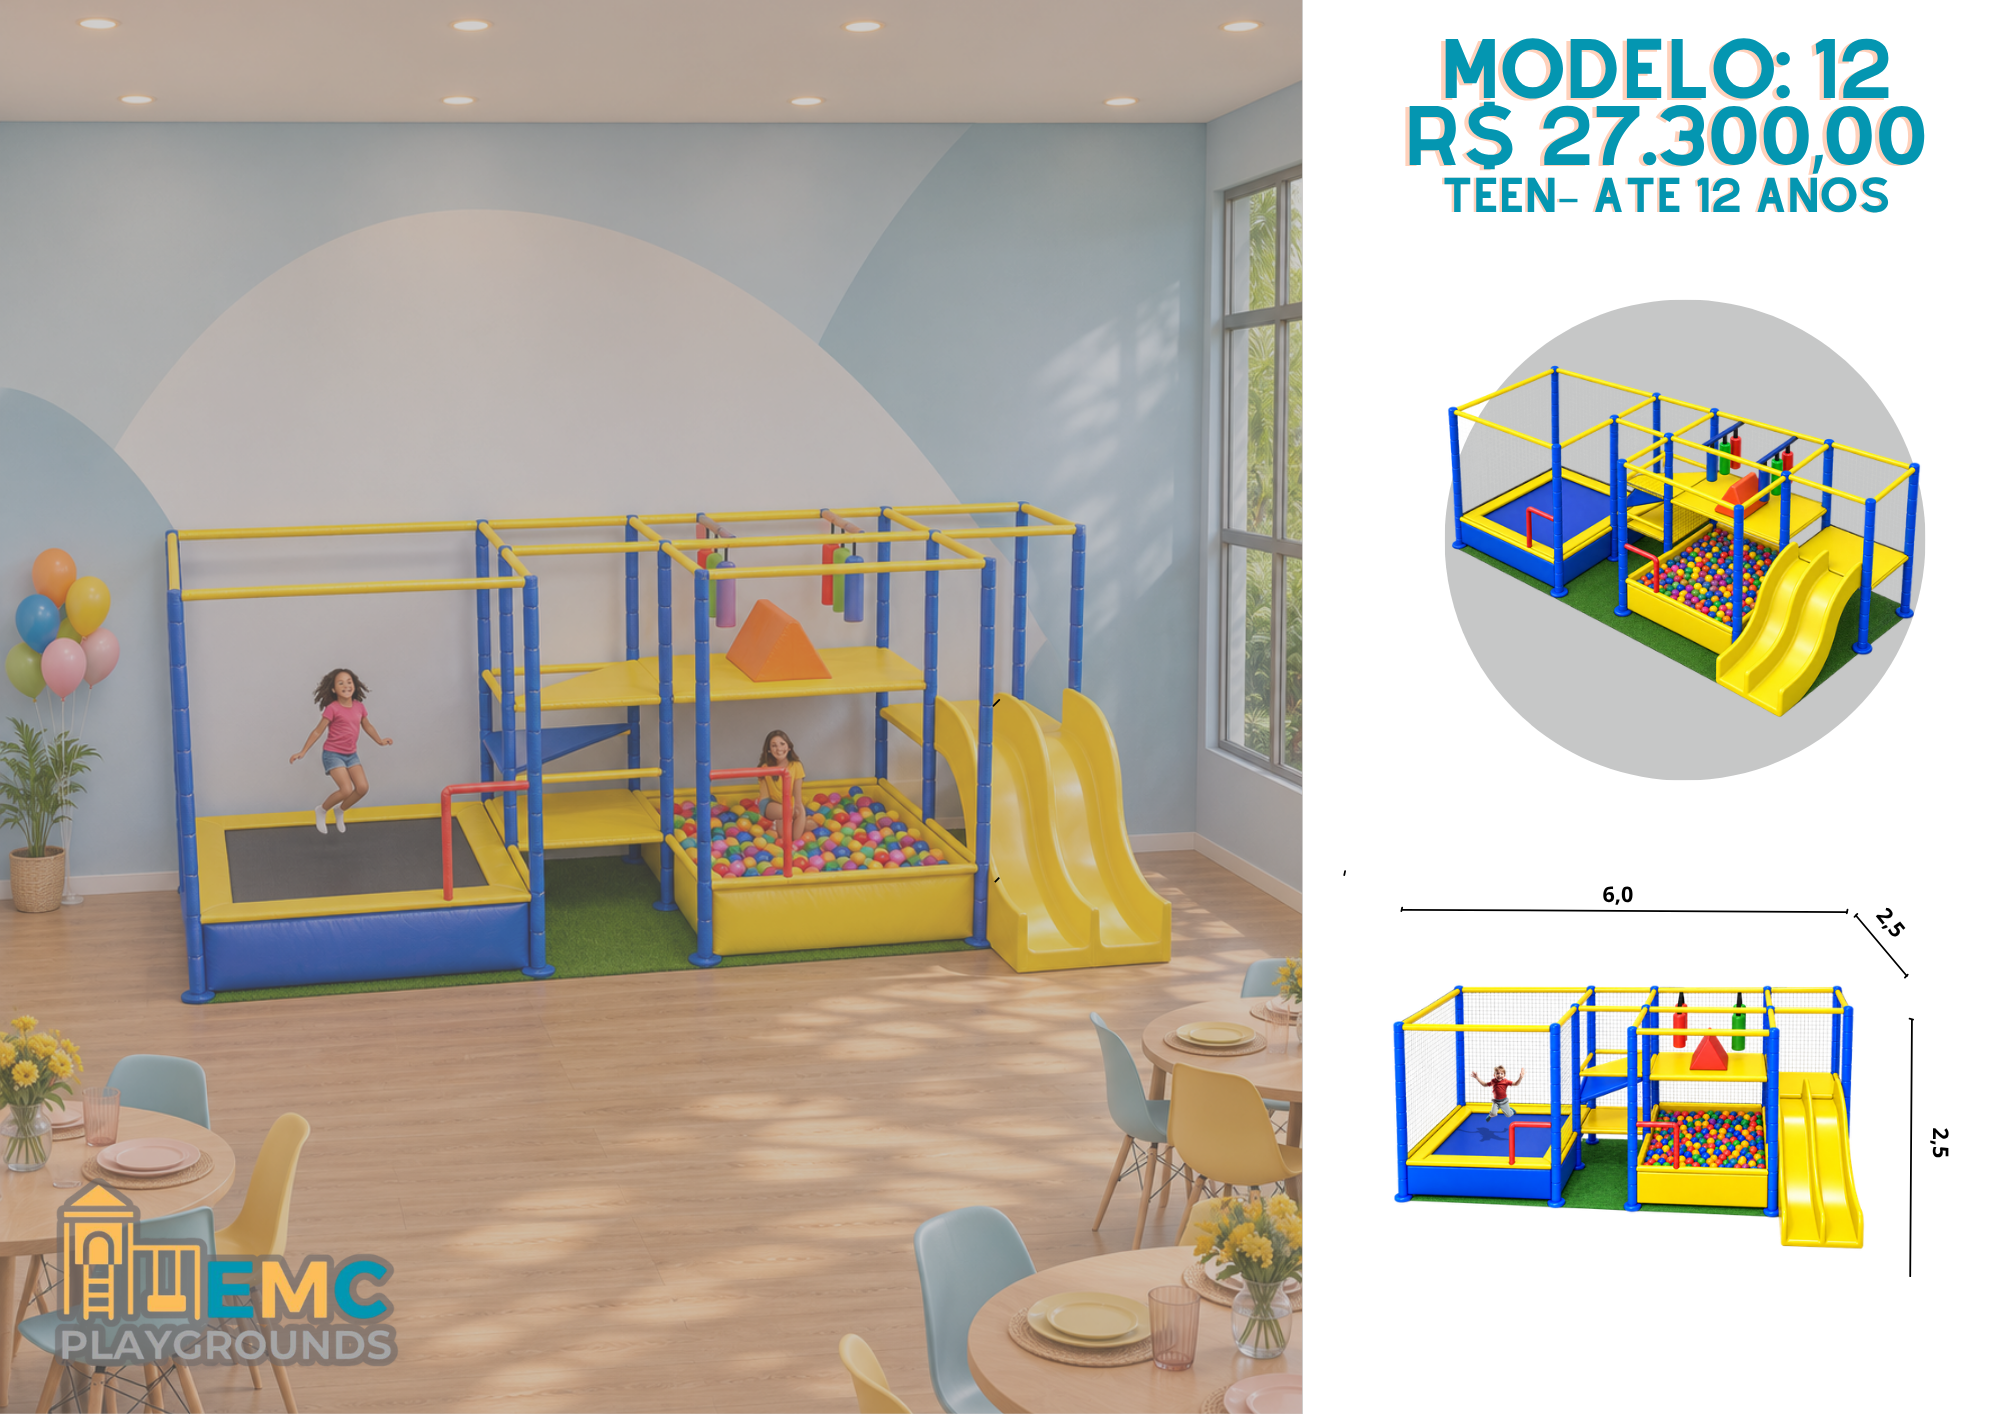 MODELO: 12
R$ 27.300,00
TEEN- ATE 12 ANOS
6,0
2,5
2,5
EMC
PLAYGROUNDS